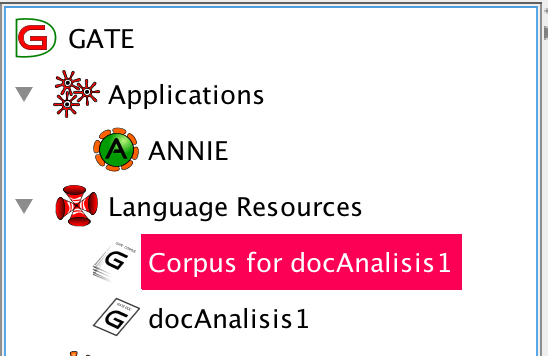 GATE
Applications
ANNIE
Language Resources
Corpus for docAnalisis1
docAnalisis1